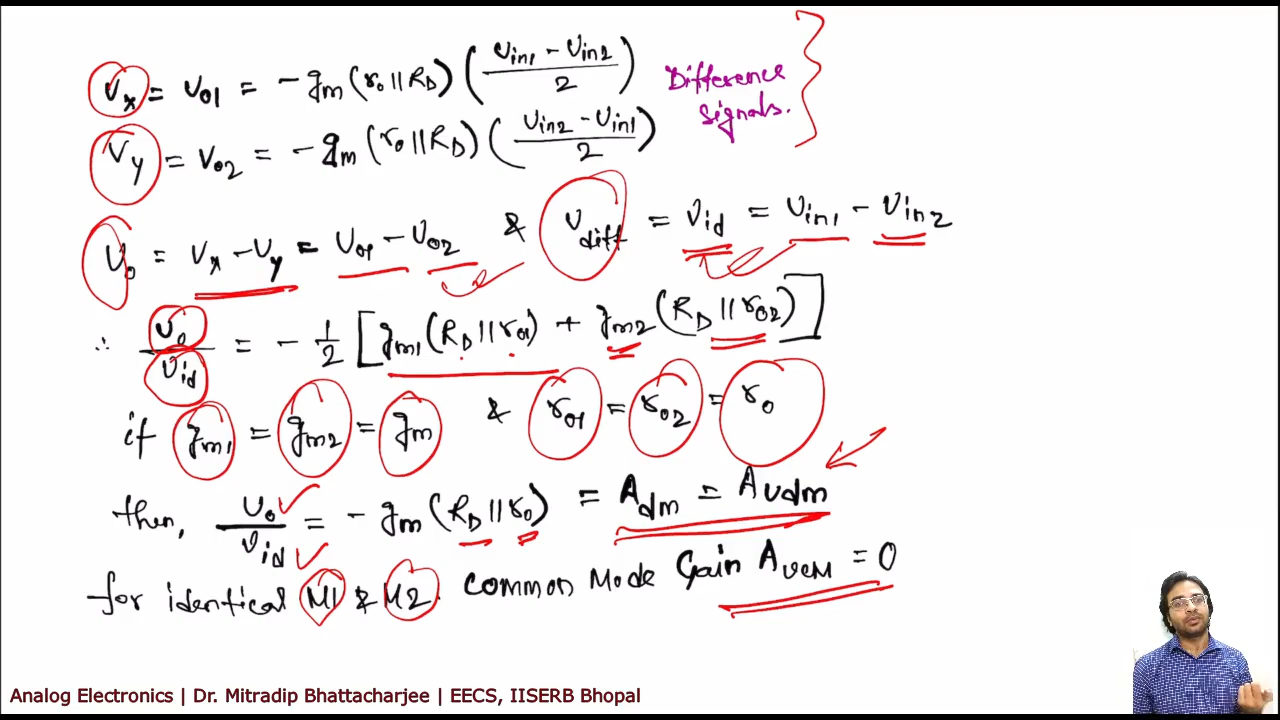 Vx = Vo1 = - gm (ro || RD) ( (Vin1 - Vin2) / 2 ) Difference signals.
Vy = Vo2 = - gm (ro || RD) ( (Vin2 - Vin1) / 2 )
Vo = Vx - Vy = Vo1 - Vo2 & Vdiff = Vid = Vin1 - Vin2
∴ Vo / Vid = - 1/2 [ gm1 (RD || ro1) + gm2 (RD || ro2) ]
if gm1 = gm2 = gm & ro1 = ro2 = ro
then, Vo / Vid = - gm (RD || ro) = Adm = Avdm
for identical M1 & M2. Common Mode Gain AvCM = 0
Analog Electronics | Dr. Mitradip Bhattacharjee | EECS, IISERB Bhopal